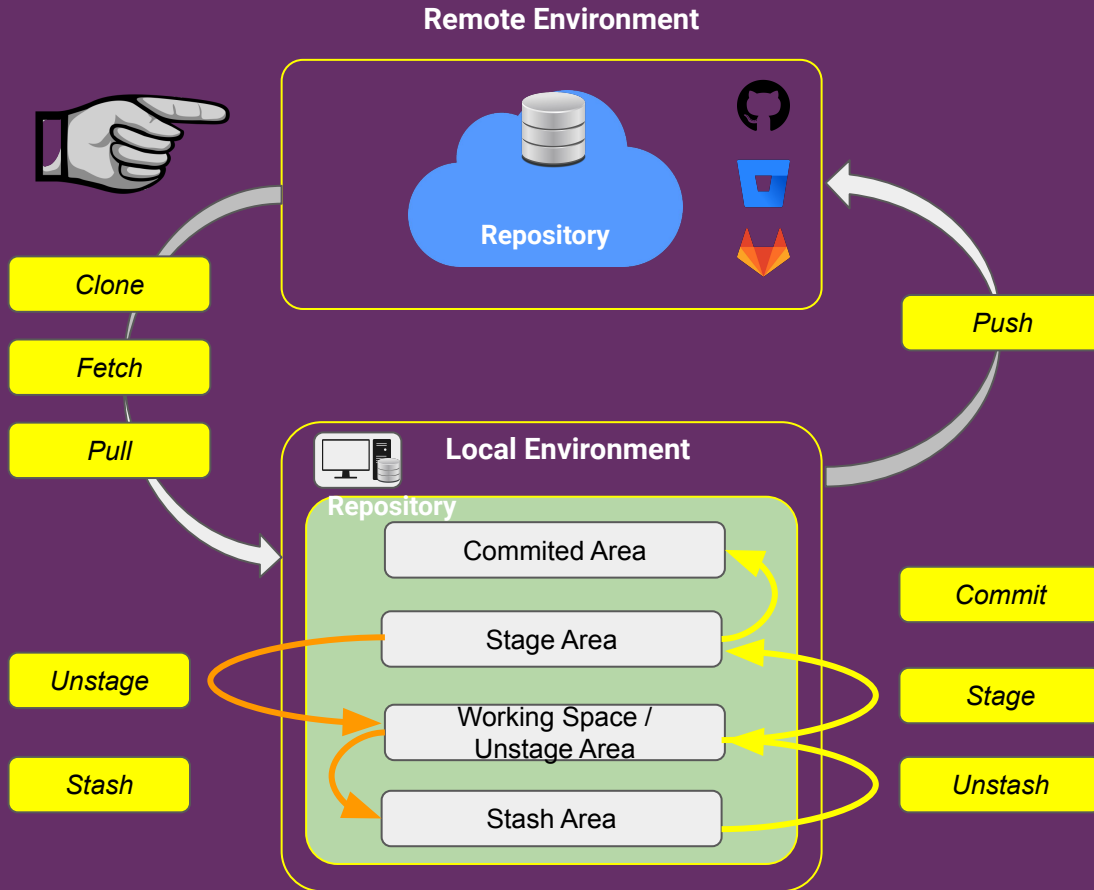 Remote Environment
Repository
Clone
Fetch
Pull
Push
Local Environment
Repository
Commited Area
Stage Area
Working Space /
Unstage Area
Stash Area
Unstage
Stash
Commit
Stage
Unstash